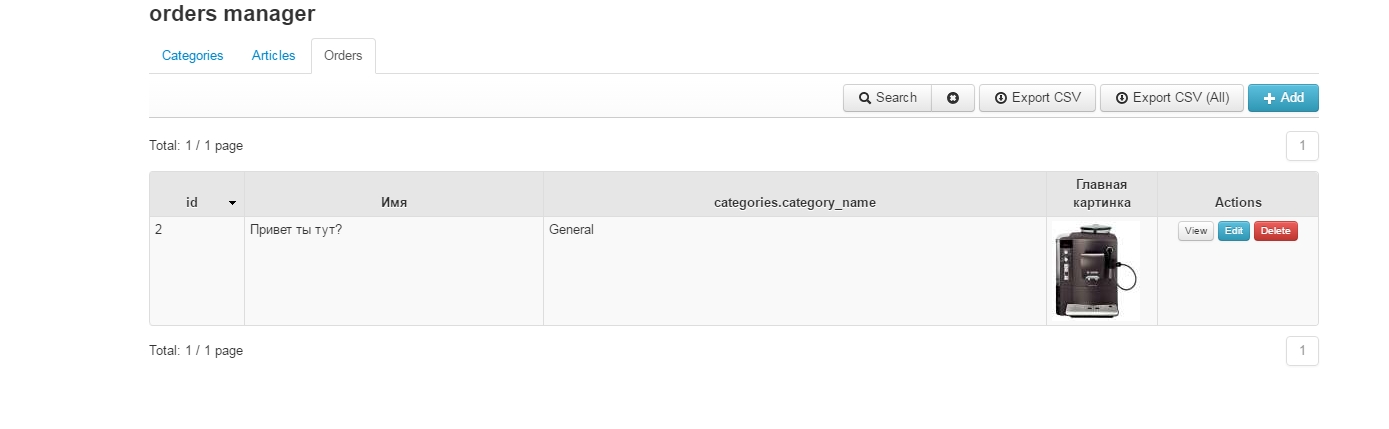 orders manager
Categories Articles Orders
Search Export CSV Export CSV (All) Add
Total: 1 / 1 page 1
Главная
id Имя categories.category_name картинка Actions
2 Привет ты тут? General View Edit Delete
Total: 1 / 1 page 1